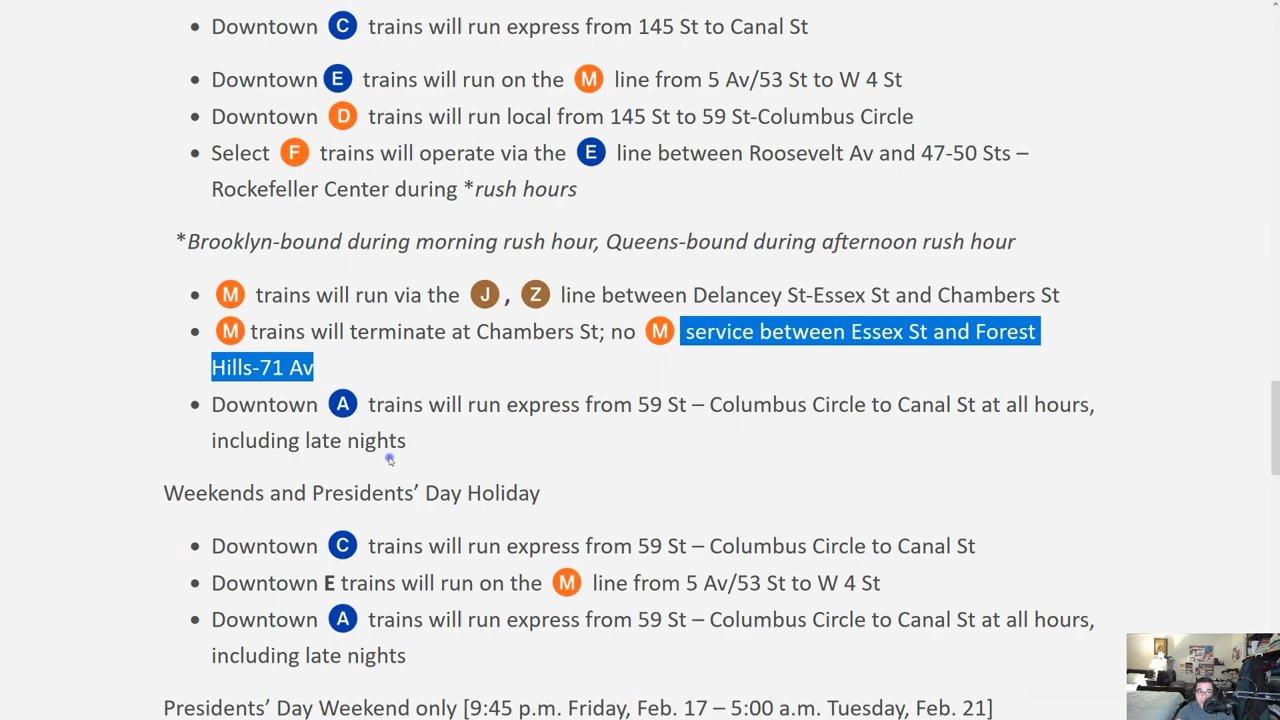 Downtown C trains will run express from 145 St to Canal St
Downtown E trains will run on the M line from 5 Av/53 St to W 4 St
Downtown D trains will run local from 145 St to 59 St-Columbus Circle
Select F trains will operate via the E line between Roosevelt Av and 47-50 Sts –
Rockefeller Center during *rush hours
*Brooklyn-bound during morning rush hour, Queens-bound during afternoon rush hour
M trains will run via the J , Z line between Delancey St-Essex St and Chambers St
M trains will terminate at Chambers St; no M service between Essex St and Forest
Hills-71 Av
Downtown A trains will run express from 59 St – Columbus Circle to Canal St at all hours,
including late nights
Weekends and Presidents’ Day Holiday
Downtown C trains will run express from 59 St – Columbus Circle to Canal St
Downtown E trains will run on the M line from 5 Av/53 St to W 4 St
Downtown A trains will run express from 59 St – Columbus Circle to Canal St at all hours,
including late nights
Presidents’ Day Weekend only [9:45 p.m. Friday, Feb. 17 – 5:00 a.m. Tuesday, Feb. 21]